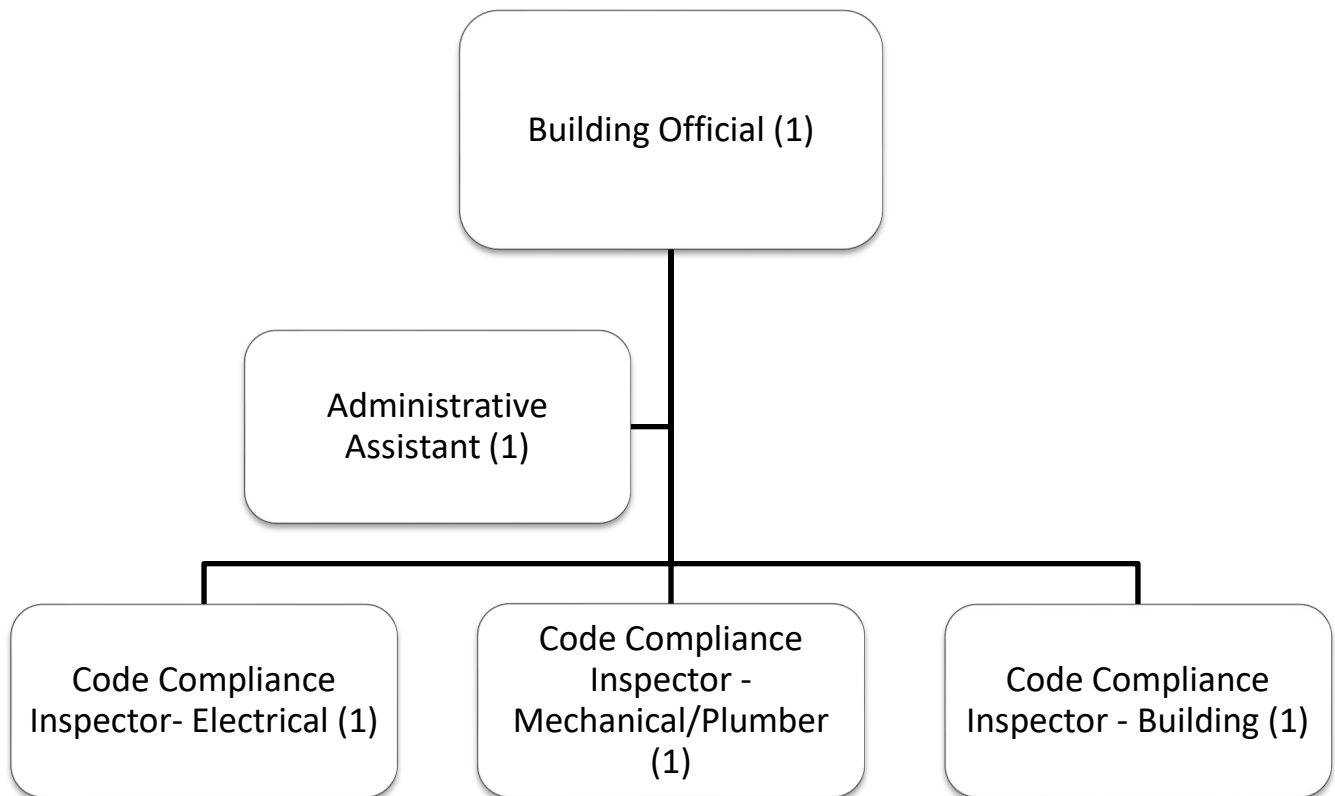 Building Official (1)
Administrative
Assistant (1)
Code Compliance
Inspector- Electrical (1)
Code Compliance
Inspector -
Mechanical/Plumber
(1)
Code Compliance
Inspector - Building (1)